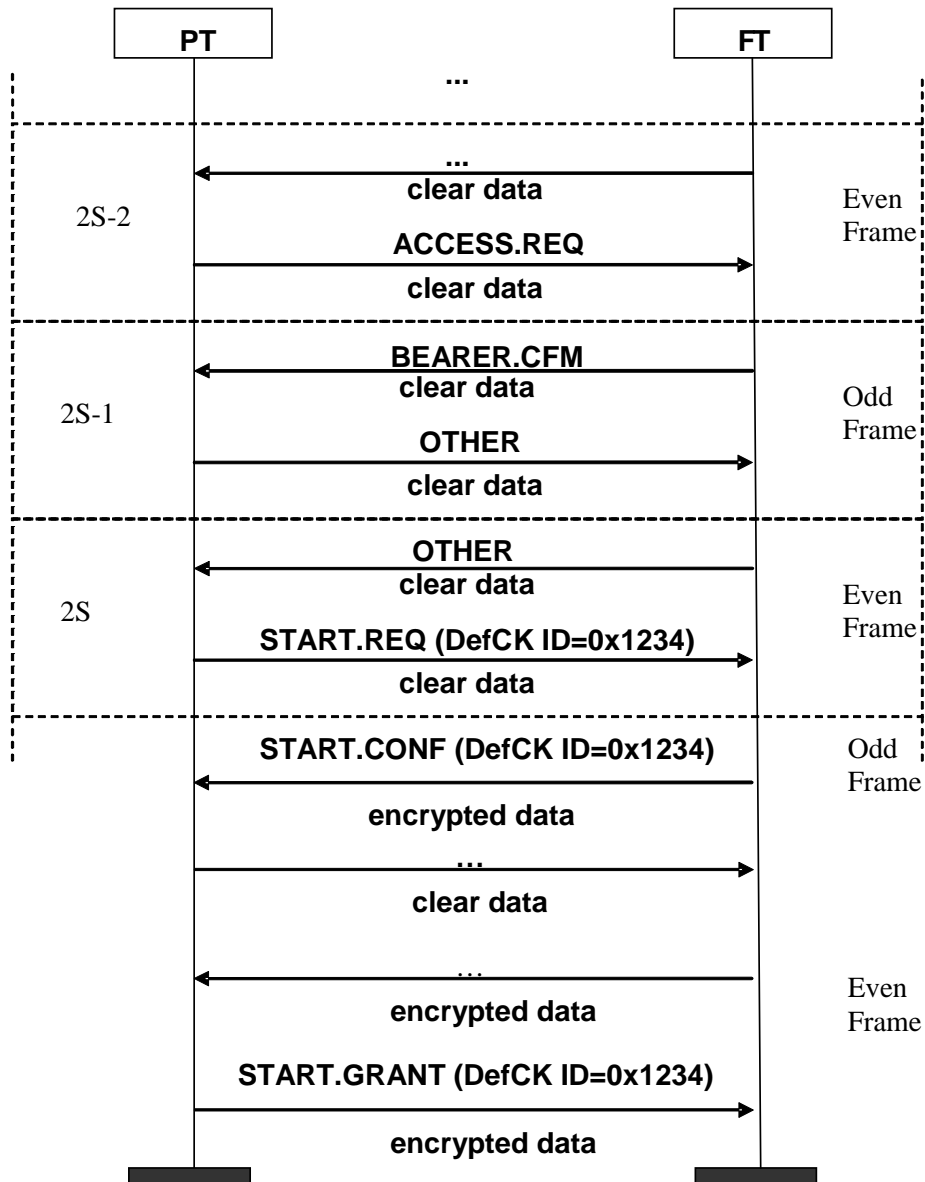 PT
FT
...
...
clear data
2S-2
Even
Frame
ACCESS.REQ
clear data
BEARER.CFM
clear data
2S-1
Odd
Frame
OTHER
clear data
OTHER
clear data
2S
Even
Frame
START.REQ (DefCK ID=0x1234)
clear data
START.CONF (DefCK ID=0x1234)
Odd
Frame
encrypted data
...
clear data
...
encrypted data
Even
Frame
START.GRANT (DefCK ID=0x1234)
encrypted data